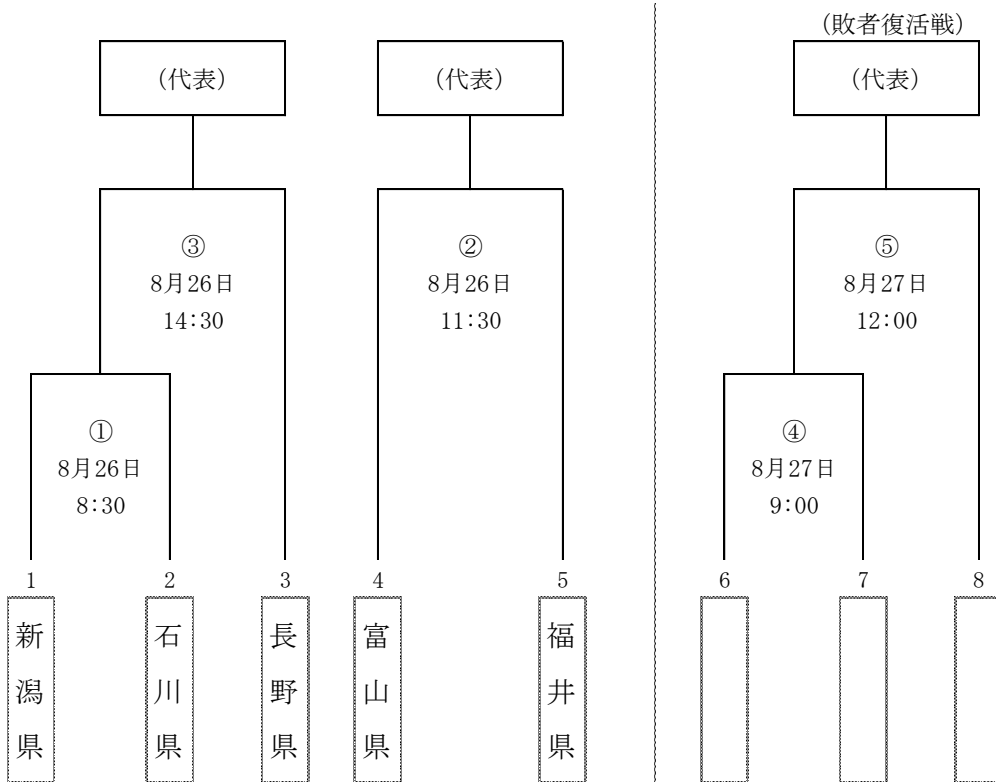 (敗者復活戦)
(代表)
(代表)
(代表)
③
8月26日
14:30
②
8月26日
11:30
⑤
8月27日
12:00
①
8月26日
8:30
④
8月27日
9:00
1
2
3
4
5
6
7
8
新潟県
石川県
長野県
富山県
福井県